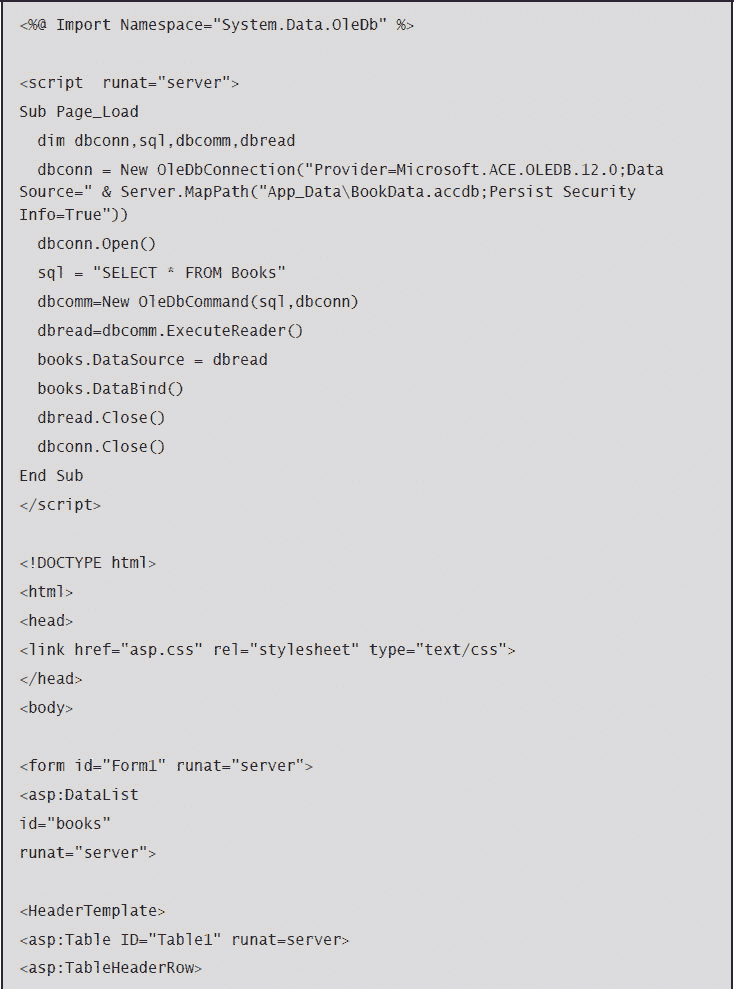 <%@ Import Namespace="System.Data.OleDb" %>
<script  runat="server">
Sub Page_Load
  dim dbconn,sql,dbcomm,dbread
  dbconn = New OleDbConnection("Provider=Microsoft.ACE.OLEDB.12.0;Data
Source=" & Server.MapPath("App_Data\BookData.accdb;Persist Security
Info=True"))
  dbconn.Open()
  sql = "SELECT * FROM Books"
  dbcomm=New OleDbCommand(sql,dbconn)
  dbread=dbcomm.ExecuteReader()
  books.DataSource = dbread
  books.DataBind()
  dbread.Close()
  dbconn.Close()
End Sub
</script>
<!DOCTYPE html>
<html>
<head>
<link href="asp.css" rel="stylesheet" type="text/css">
</head>
<body>
<form id="Form1" runat="server">
<asp:DataList
id="books"
runat="server">
<HeaderTemplate>
<asp:Table ID="Table1" runat=server>
<asp:TableHeaderRow>